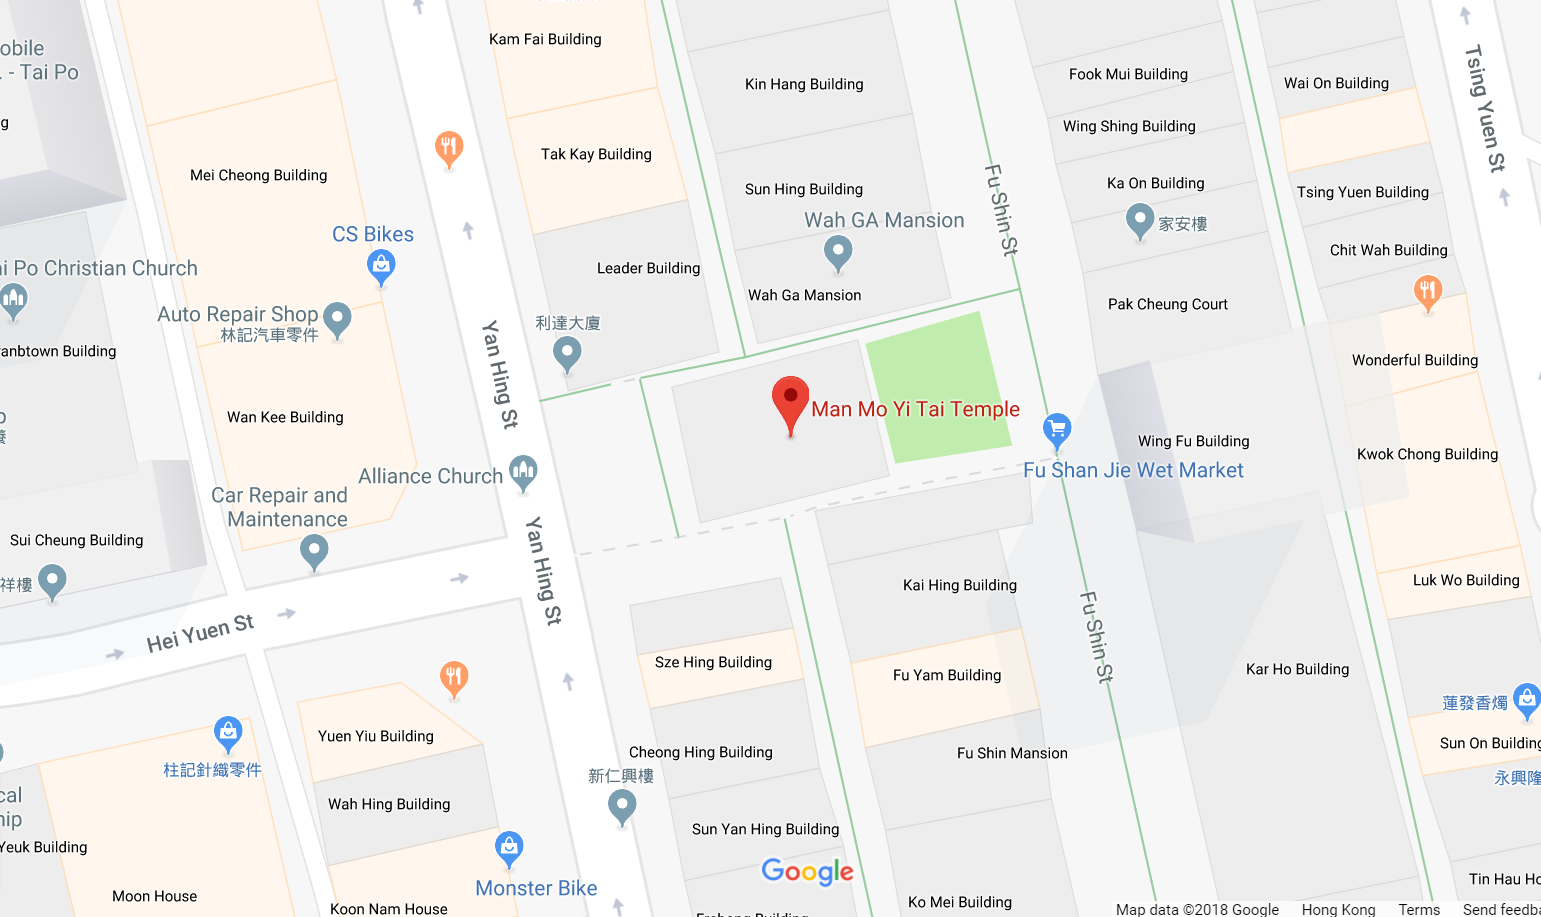 obile
. - Tai Po
g
Kam Fai Building
Kin Hang Building
Fook Mui Building
Wai On Building
Tsing Yuen St
Wing Shing Building
Tak Kay Building
Mei Cheong Building
Sun Hing Building
Ka On Building
家安樓
Tsing Yuen Building
Fu Shin St
Wah GA Mansion
CS Bikes
Chit Wah Building
Leader Building
ai Po Christian Church
Wah Ga Mansion
Pak Cheung Court
Auto Repair Shop
林記汽車零件
利達大廈
Yan Hing St
anbtown Building
Wonderful Building
Wan Kee Building
Man Mo Yi Tai Temple
Wing Fu Building
Kwok Chong Building
Fu Shan Jie Wet Market
Alliance Church
Car Repair and
Maintenance
Yan Hing St
Sui Cheung Building
祥樓
Kai Hing Building
Luk Wo Building
Hei Yuen St
Fu Shin St
Sze Hing Building
Fu Yam Building
Kar Ho Building
蓮發香燭
Yuen Yiu Building
Cheong Hing Building
Fu Shin Mansion
Sun On Building
柱記針織零件
新仁興樓
永興隆
cal
hip
Wah Hing Building
Sun Yan Hing Building
Yeuk Building
Google
Tin Hau Ho
Monster Bike
Moon House
Koon Nam House
Ko Mei Building
Map data ©2018 Google
Hong Kong
Terms
Send feedba